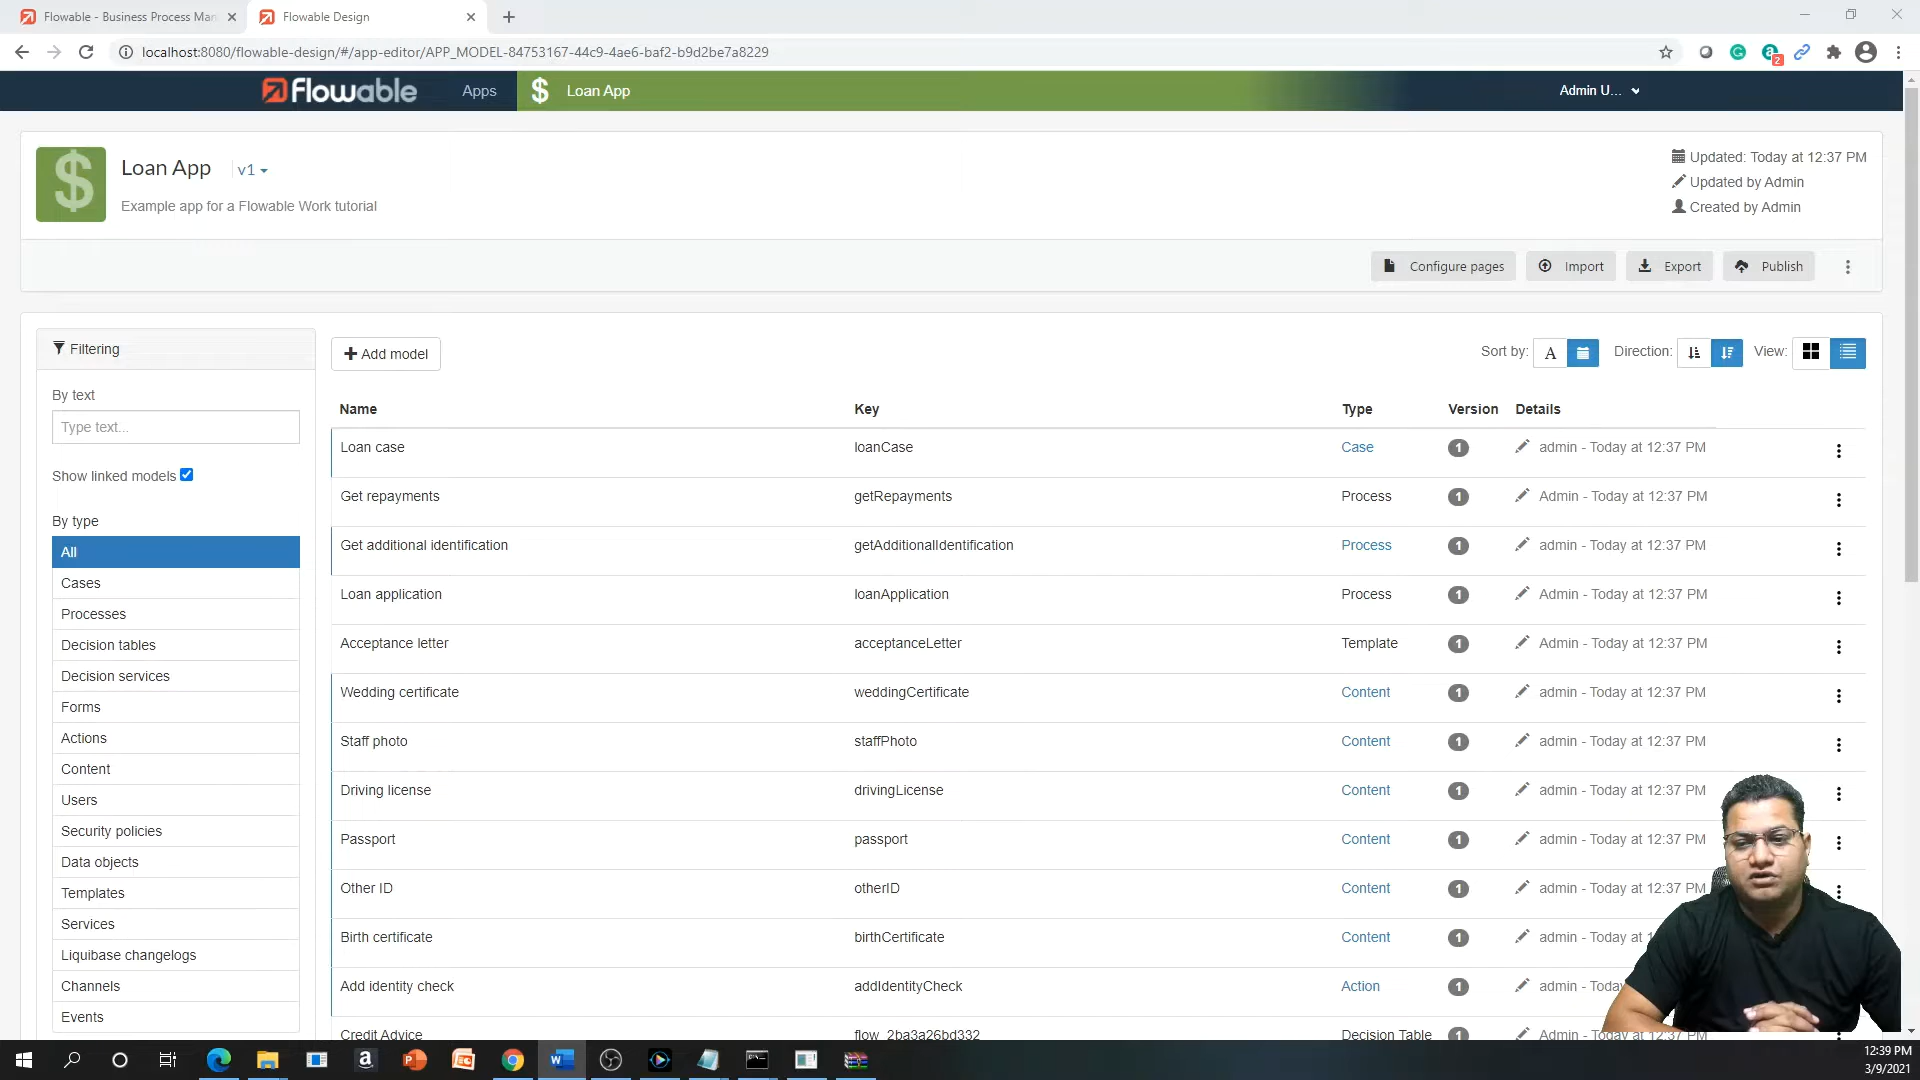 Flowable - Business Process Man
Flowable Design
localhost:8080/flowable-design/#/app-editor/APP_MODEL-84753167-44c9-4ae6-baf2-b9d2be7a8229
2
Flowable
Apps
$ Loan App
Admin U...
$
Loan App
v1
Example app for a Flowable Work tutorial
Updated: Today at 12:37 PM
Updated by Admin
Created by Admin
Configure pages
Import
Export
Publish
Filtering
By text
Type text...
Show linked models
By type
All
Cases
Processes
Decision tables
Decision services
Forms
Actions
Content
Users
Security policies
Data objects
Templates
Services
Liquibase changelogs
Channels
Events
Add model
Sort by: A Direction: View:
Name Key Type Version Details
Loan case loanCase Case 1 admin - Today at 12:37 PM
Get repayments getRepayments Process 1 Admin - Today at 12:37 PM
Get additional identification getAdditionalIdentification Process 1 admin - Today at 12:37 PM
Loan application loanApplication Process 1 Admin - Today at 12:37 PM
Acceptance letter acceptanceLetter Template 1 Admin - Today at 12:37 PM
Wedding certificate weddingCertificate Content 1 admin - Today at 12:37 PM
Staff photo staffPhoto Content 1 admin - Today at 12:37 PM
Driving license drivingLicense Content 1 admin - Today at 12:37 PM
Passport passport Content 1 admin - Today at 12:37 PM
Other ID otherID Content 1 admin - Today at 12:37 PM
Birth certificate birthCertificate Content 1 admin - Today at
Add identity check addIdentityCheck Action 1 admin -
Credit Advice flow_2ba3a26bd332 Decision Table 1 Admin -
12:39 PM
3/9/2021